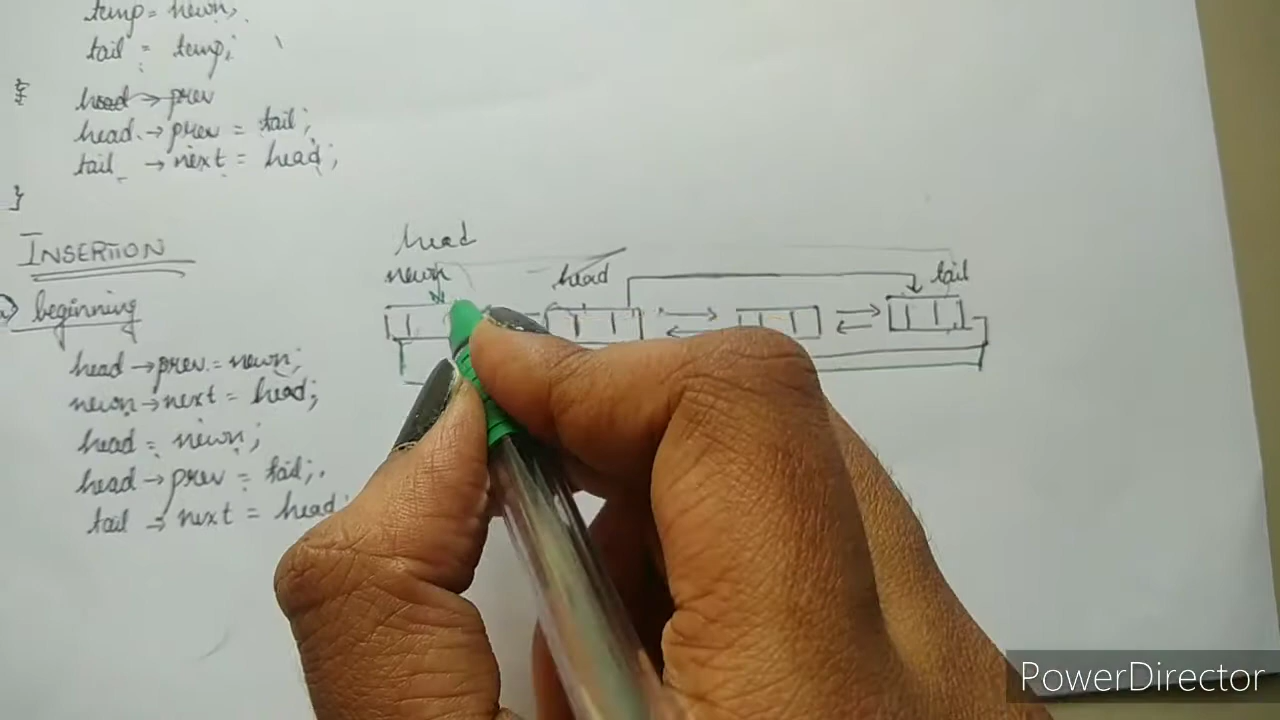 temp = newn;
tail = temp;
head → prev
head → prev = tail;
tail → next = head;
}
INSERTION
a) beginning
head → prev = newn;
newn → next = head;
head = newn;
head → prev = tail;
tail → next = head;
head
newn head tail
PowerDirector